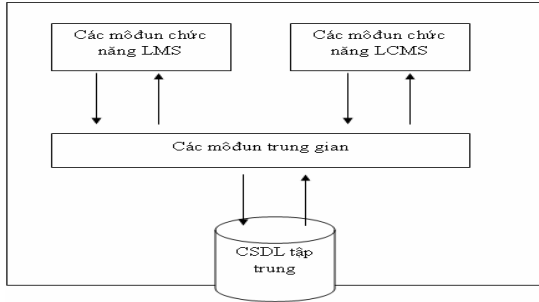 Các môđun chức
năng LMS
Các môđun chức
năng LCMS
Các môđun trung gian
CSDL tập
trung